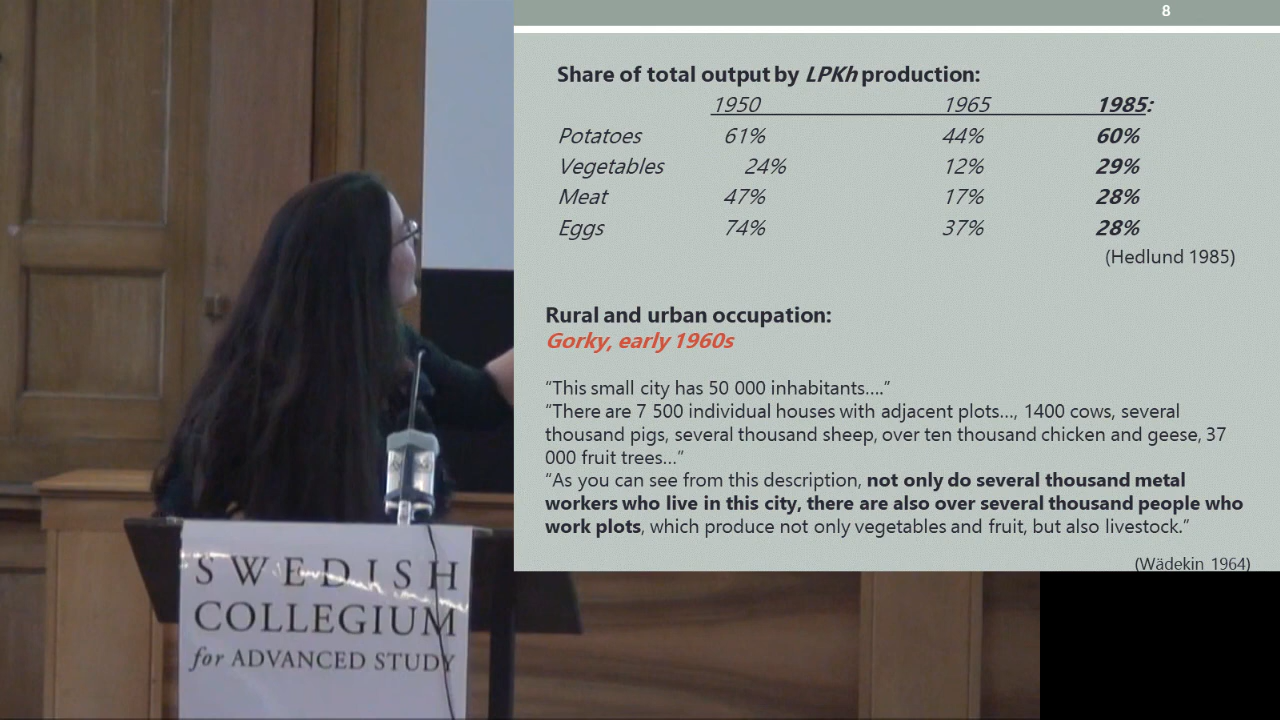 8
Share of total output by LPKh production:
1950 1965 1985:
Potatoes 61% 44% 60%
Vegetables 24% 12% 29%
Meat 47% 17% 28%
Eggs 74% 37% 28%
(Hedlund 1985)
Rural and urban occupation:
Gorky, early 1960s
“This small city has 50 000 inhabitants….”
“There are 7 500 individual houses with adjacent plots…, 1400 cows, several
thousand pigs, several thousand sheep, over ten thousand chicken and geese, 37
000 fruit trees…”
“As you can see from this description, not only do several thousand metal
workers who live in this city, there are also over several thousand people who
work plots, which produce not only vegetables and fruit, but also livestock.”
(Wädekin 1964)
SWEDISH
COLLEGIUM
for ADVANCED STUDY